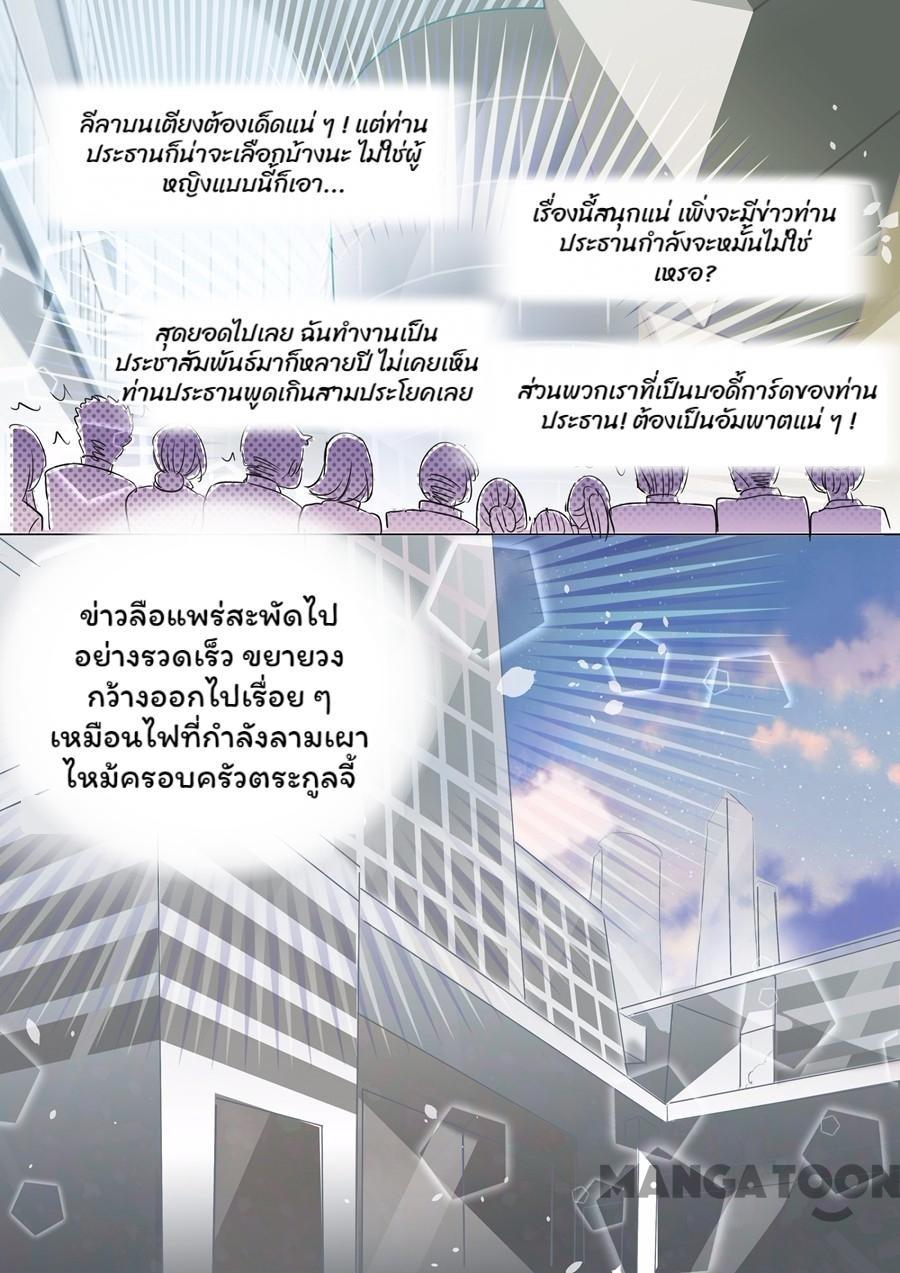 ลีลาบนเตียงต้องเด็ดแน่ ๆ ! แต่ท่าน
ประธานก็น่าจะเลือกบ้างนะ ไม่ใช่ผู้
หญิงแบบนี้ก็เอา...
เรื่องนี้สนุกแน่ เพิ่งจะมีข่าวท่าน
ประธานกำลังจะหมั้นไม่ใช่
เหรอ?
สุดยอดไปเลย ฉันทำงานเป็น
ประชาสัมพันธ์มาก็หลายปี ไม่เคยเห็น
ท่านประธานพูดเกินสามประโยคเลย
ส่วนพวกเราที่เป็นบอดี้การ์ดของท่าน
ประธาน! ต้องเป็นอัมพาตแน่ ๆ !
ข่าวลือแพร่สะพัดไป
อย่างรวดเร็ว ขยายวง
กว้างออกไปเรื่อย ๆ
เหมือนไฟที่กำลังลามเผา
ไหม้ครอบครัวตระกูลจี้
MANGATOON